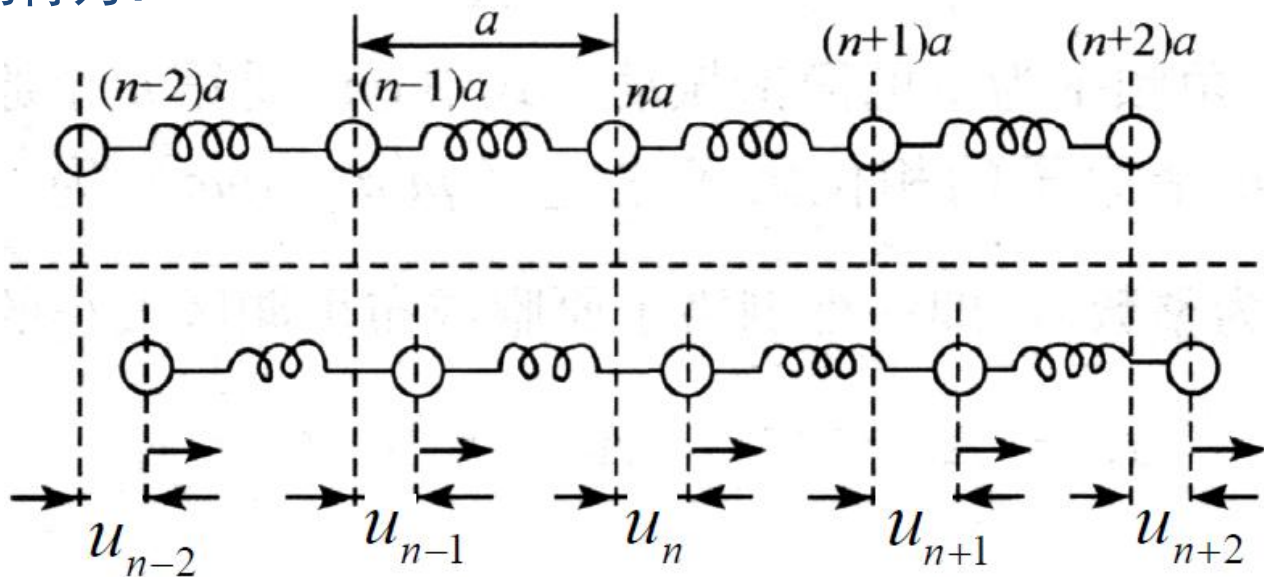 a
(n-2)a (n-1)a na (n+1)a (n+2)a
u_{n-2} u_{n-1} u_n u_{n+1} u_{n+2}